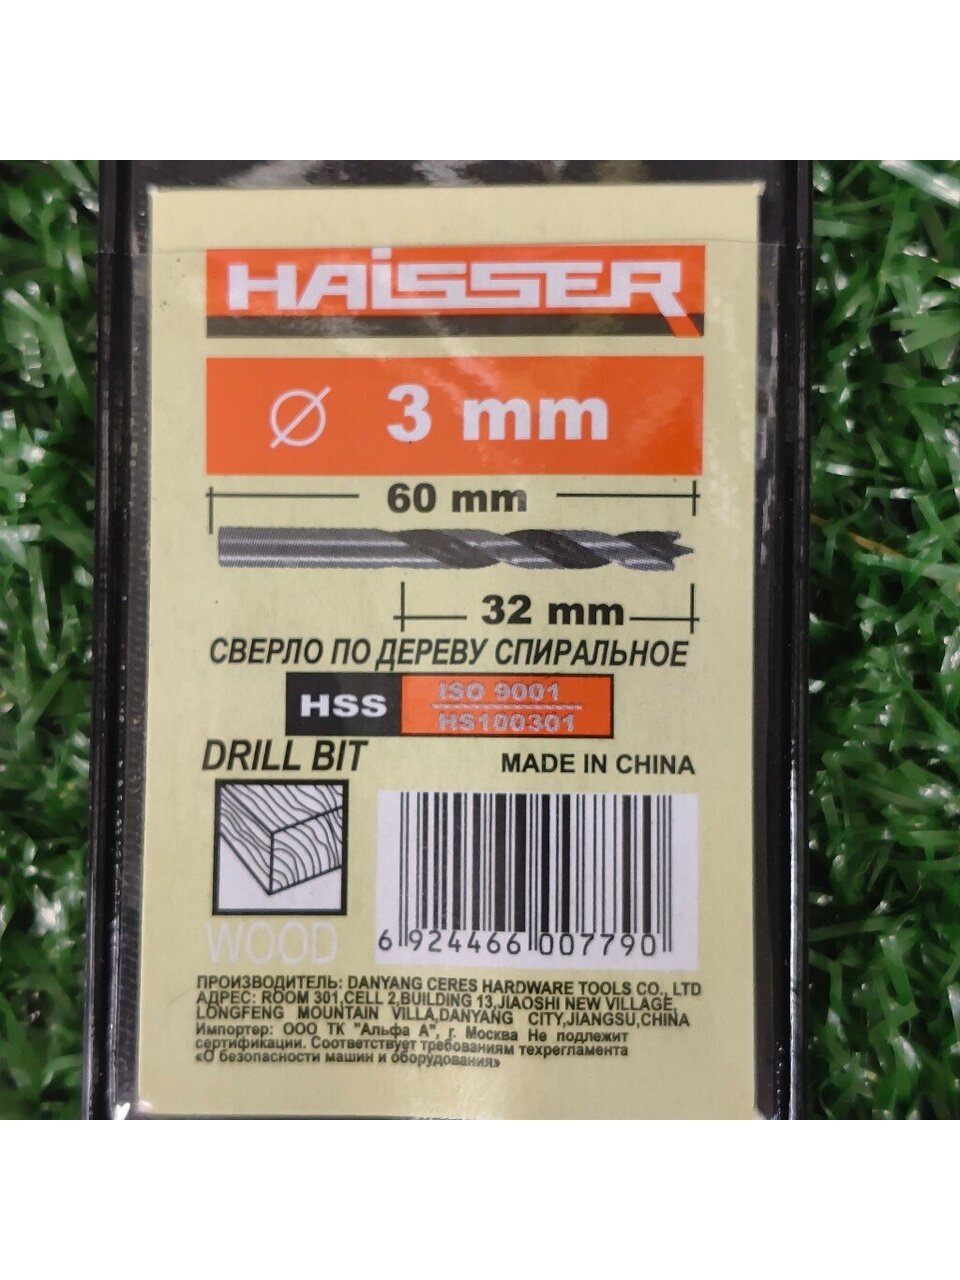 HAİSSER
Ø 3 mm
60 mm
32 mm
СВЕРЛО ПО ДЕРЕВУ СПИРАЛЬНОЕ
HSS
ISO 9001
HS100301
DRILL BIT
MADE IN CHINA
WOOD
6 924466 007790
ПРОИЗВОДИТЕЛЬ: DANYANG CERES HARDWARE TOOLS CO., LTD
АДРЕС: ROOM 301,CELL 2,BUILDING 13,JIAOSHI NEW VILLAGE,
LONGFENG MOUNTAIN VILLA,DANYANG CITY,JIANGSU,CHINA
Импортер: ООО ТК "Альфа А", г. Москва Не подлежит
сертификации. Соответствует требованиям техрегламента
«О безопасности машин и оборудования»